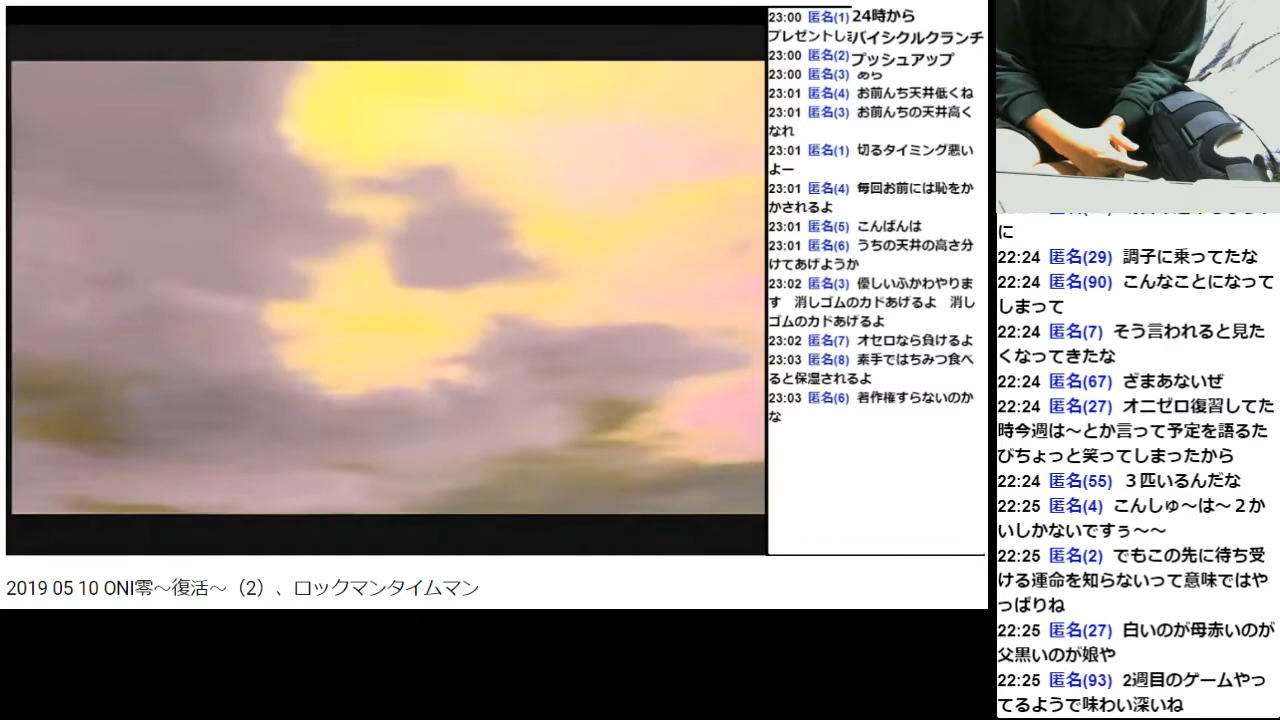 23:00 匿名(1) 24時から
プレゼントしバイシクルクランチ
23:00 匿名(2) プッシュアップ
23:00 匿名(3) あら
23:01 匿名(4) お前んち天井低くね
23:01 匿名(3) お前んちの天井高く
なれ
23:01 匿名(1) 切るタイミング悪い
よー
23:01 匿名(4) 毎回お前には恥をか
かされるよ
23:01 匿名(5) こんばんは
23:01 匿名(6) うちの天井の高さ分
けてあげようか
23:02 匿名(3) 優しいふかわやりま
す　消しゴムのカドあげるよ　消し
ゴムのカドあげるよ
23:02 匿名(7) オセロなら負けるよ
23:03 匿名(8) 素手ではちみつ食べ
ると保湿されるよ
23:03 匿名(6) 著作権すらないのか
な
2019 05 10 ONI零～復活～（2）、ロックマンタイムマン
に
22:24 匿名(29) 調子に乗ってたな
22:24 匿名(90) こんなことになって
しまって
22:24 匿名(7) そう言われると見た
くなってきたな
22:24 匿名(67) ざまあないぜ
22:24 匿名(27) オニゼロ復習してた
時今週は～とか言って予定を語るた
びちょっと笑ってしまったから
22:24 匿名(55) ３匹いるんだな
22:25 匿名(4) こんしゅ～は～２か
いしかないですぅ～～
22:25 匿名(2) でもこの先に待ち受
ける運命を知らないって意味ではや
っぱりね
22:25 匿名(27) 白いのが母赤いのが
父黒いのが娘や
22:25 匿名(93) 2週目のゲームやっ
てるようで味わい深いね